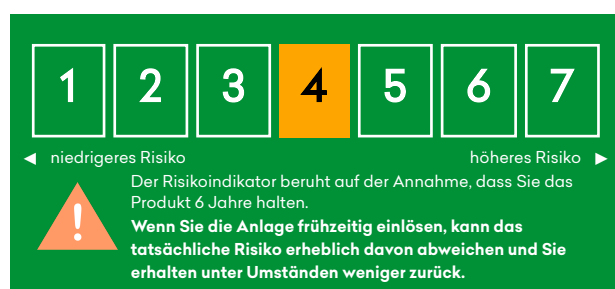 1 2 3 4 5 6 7
◀ niedrigeres Risiko höheres Risiko ▶
Der Risikoindikator beruht auf der Annahme, dass Sie das
Produkt 6 Jahre halten.
Wenn Sie die Anlage frühzeitig einlösen, kann das
tatsächliche Risiko erheblich davon abweichen und Sie
erhalten unter Umständen weniger zurück.
!